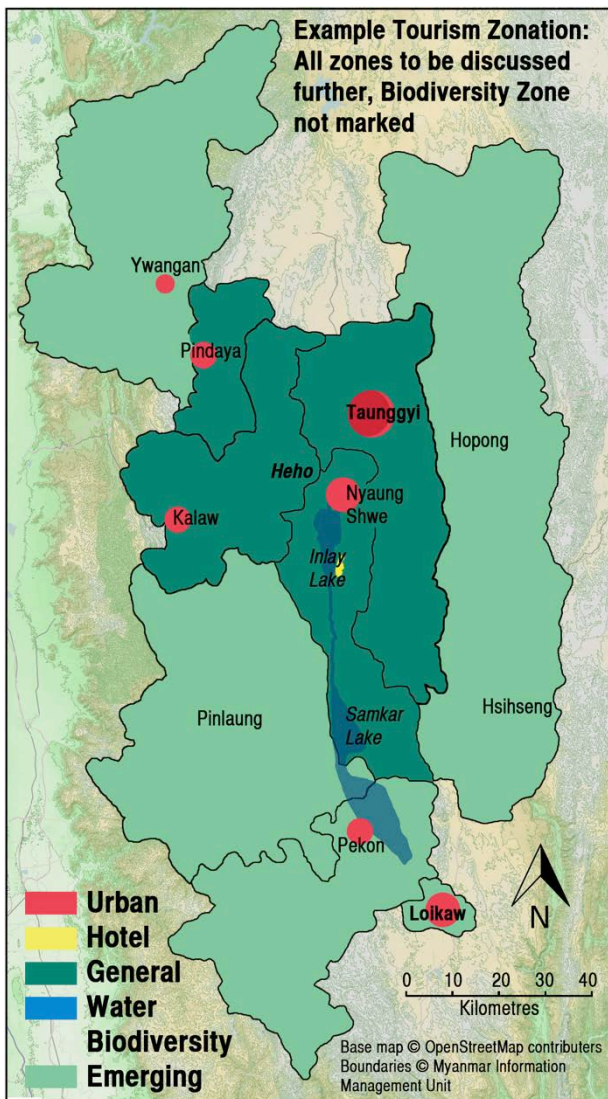 Example Tourism Zonation:
All zones to be discussed
further, Biodiversity Zone
not marked
Ywangan
Pindaya
Taunggyi
Hopong
Heho
Nyaung
Shwe
Kalaw
Inlay
Lake
Pinlaung
Samkar
Lake
Hsihseng
Pekon
Loikaw
N
Urban
Hotel
General
Water
Biodiversity
Emerging
0 10 20 30 40
Kilometres
Base map © OpenStreetMap contributers
Boundaries © Myanmar Information
Management Unit